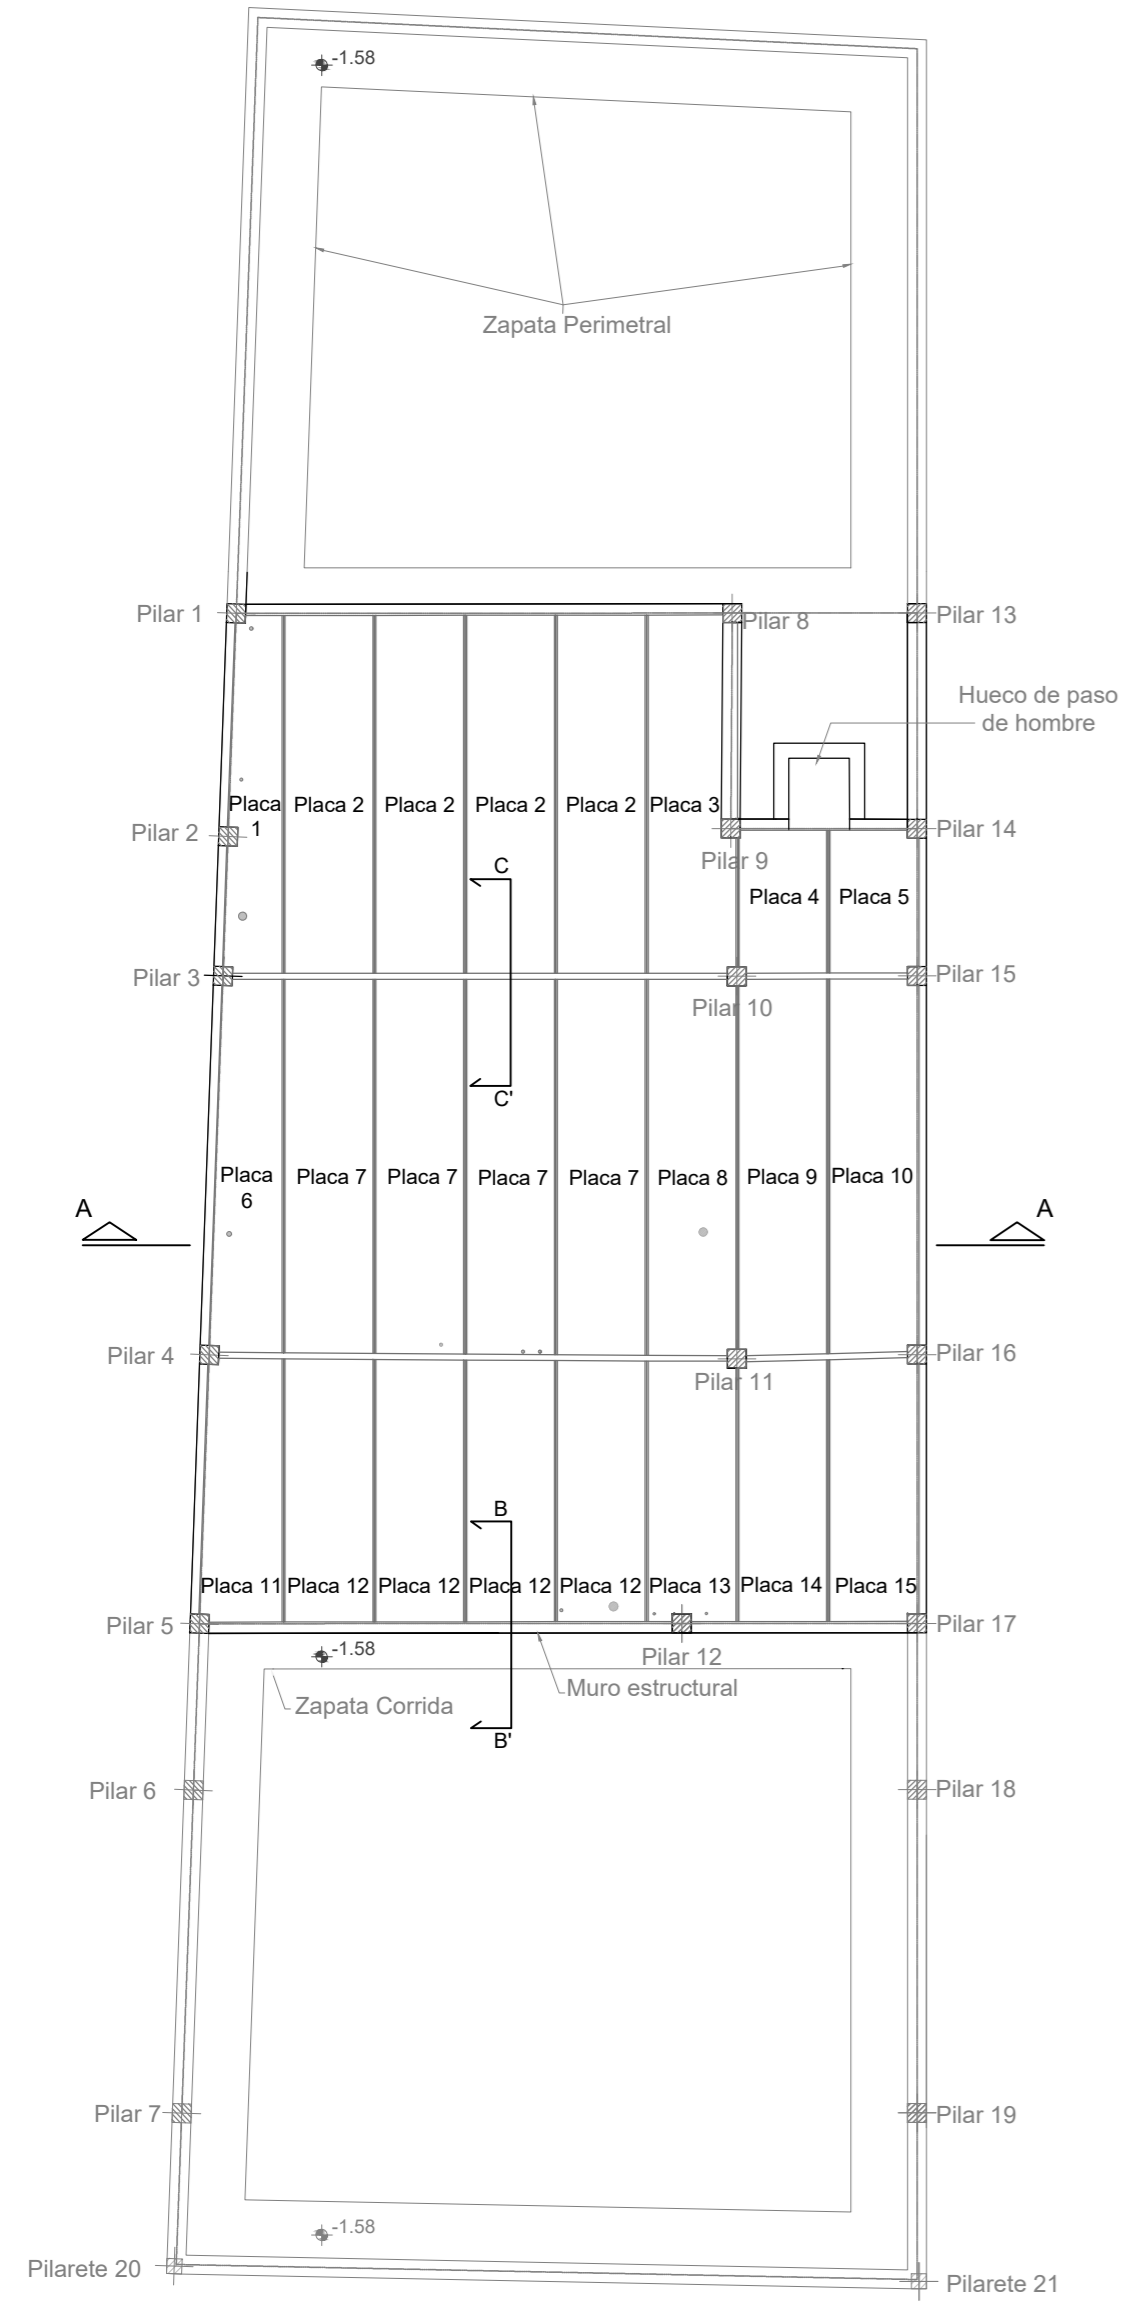 -1.58
Zapata Perimetral
Pilar 1
Pilar 8
Pilar 13
Hueco de paso
de hombre
Placa
1
Placa 2
Placa 2
Placa 2
Placa 2
Placa 3
Pilar 2
Pilar 14
Pilar 9
C
Placa 4
Placa 5
Pilar 3
Pilar 15
Pilar 10
C'
Placa
6
Placa 7
Placa 7
Placa 7
Placa 7
Placa 8
Placa 9
Placa 10
A
A
Pilar 4
Pilar 16
Pilar 11
B
Placa 11
Placa 12
Placa 12
Placa 12
Placa 12
Placa 13
Placa 14
Placa 15
Pilar 5
Pilar 17
-1.58
Pilar 12
Muro estructural
Zapata Corrida
B'
Pilar 6
Pilar 18
Pilar 7
Pilar 19
-1.58
Pilarete 20
Pilarete 21